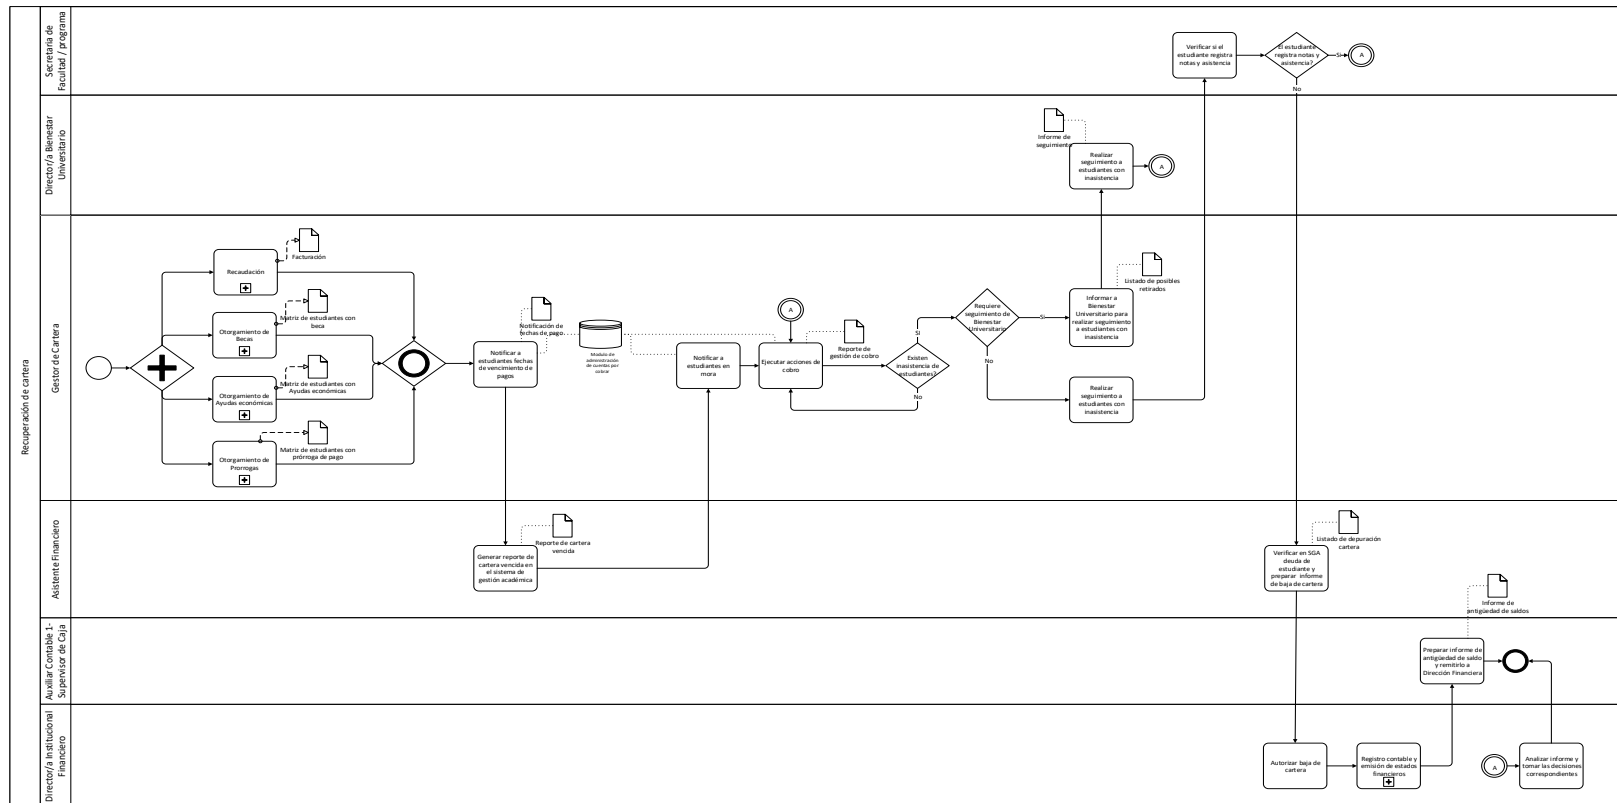 Recuperación de cartera
Secretaria de
Facultad / programa
Verificar si el
estudiante registra
notas y asistencia
El estudiante
registra notas y
asistencia?
Si
A
No
Director/a Bienestar
Universitario
Informe de
seguimiento
Realizar
seguimiento a
estudiantes con
inasistencia
A
Gestor de Cartera
Recaudación
Facturación
Otorgamiento de
Becas
Matriz de estudiantes con
beca
Otorgamiento de
Ayudas económicas
Matriz de estudiantes con
Ayudas económicas
Otorgamiento de
Prorrogas
Matriz de estudiantes con
prórroga de pago
Notificar a
estudiantes fechas
de vencimiento de
pagos
Notificación de
fechas de pago
Modulo de
administración
de cuentas por
cobrar
Notificar a
estudiantes en
mora
A
Ejecutar acciones de
cobro
Reporte de
gestión de cobro
Existen
inasistencia de
estudiantes?
SI
No
Requiere
seguimiento de
Bienestar
Universitario
Si
No
Informar a
Bienestar
Universitario para
realizar seguimiento
a estudiantes con
inasistencia
Listado de posibles
retirados
Realizar
seguimiento a
estudiantes con
inasistencia
Asistente Financiero
Generar reporte de
cartera vencida en
el sistema de
gestión académica
Reporte de cartera
vencida
Verificar en SGA
deuda de
estudiante y
preparar informe
de baja de cartera
Listado de depuración
cartera
Informe de
antigüedad de saldos
Auxiliar Contable 1-
Supervisor de Caja
Preparar informe de
antigüedad de saldo
y remitirlo a
Dirección Financiera
Director/a Institucional
Financiero
Autorizar baja de
cartera
Registro contable y
emisión de estados
financieros
A
Analizar informe y
tomar las decisiones
correspondientes